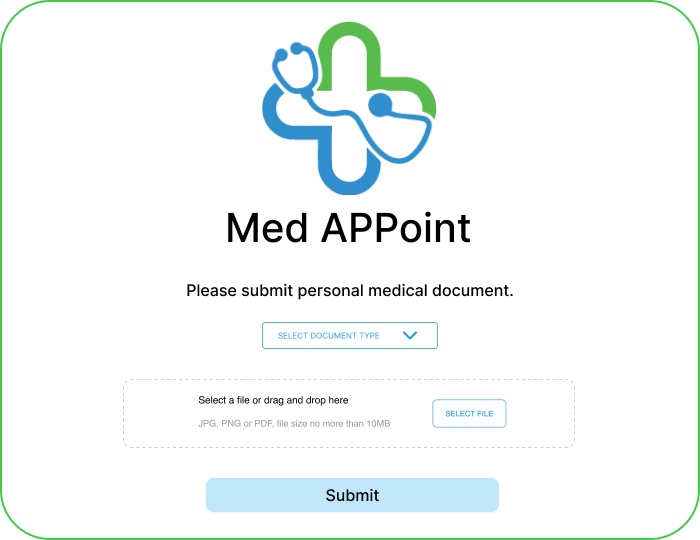 Med APPoint
Please submit personal medical document.
SELECT DOCUMENT TYPE
Select a file or drag and drop here
JPG, PNG or PDF, file size no more than 10MB
SELECT FILE
Submit